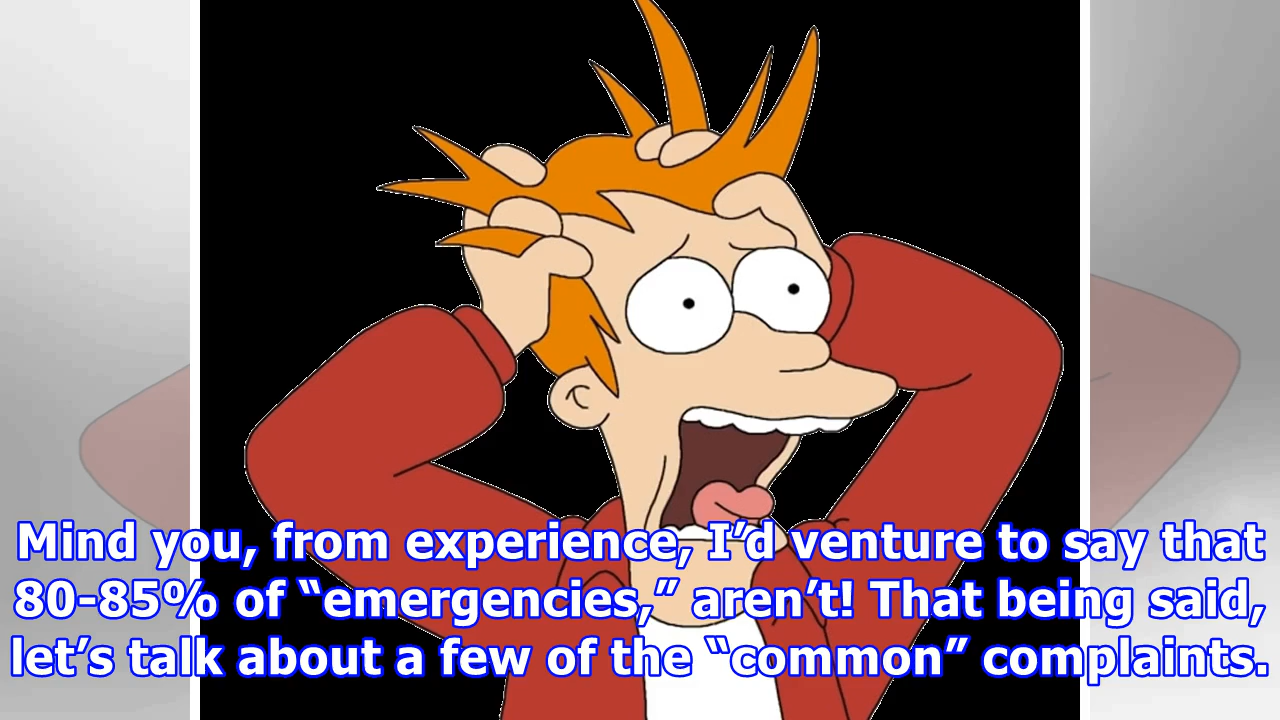 Mind you, from experience, I’d venture to say that
80-85% of “emergencies,” aren’t! That being said,
let’s talk about a few of the “common” complaints.